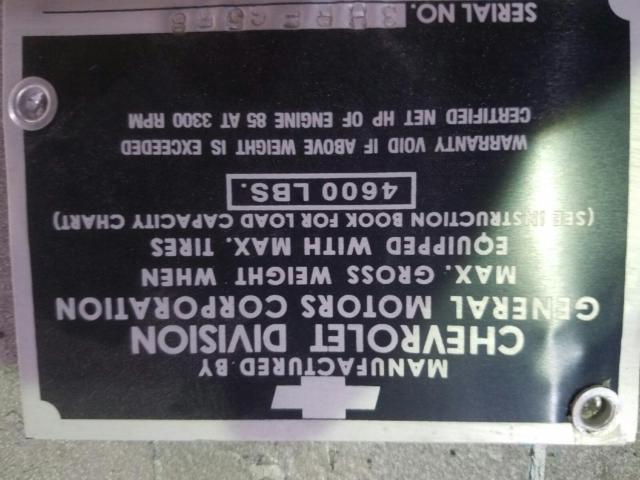 MANUFACTURED BY
CHEVROLET DIVISION
GENERAL MOTORS CORPORATION
MAX. GROSS WEIGHT WHEN
EQUIPPED WITH MAX. TIRES
(SEE INSTRUCTION BOOK FOR LOAD CAPACITY CHART)
4600 LBS.
WARRANTY VOID IF ABOVE WEIGHT IS EXCEEDED
CERTIFIED NET HP OF ENGINE 85 AT 3300 RPM
SERIAL NO.